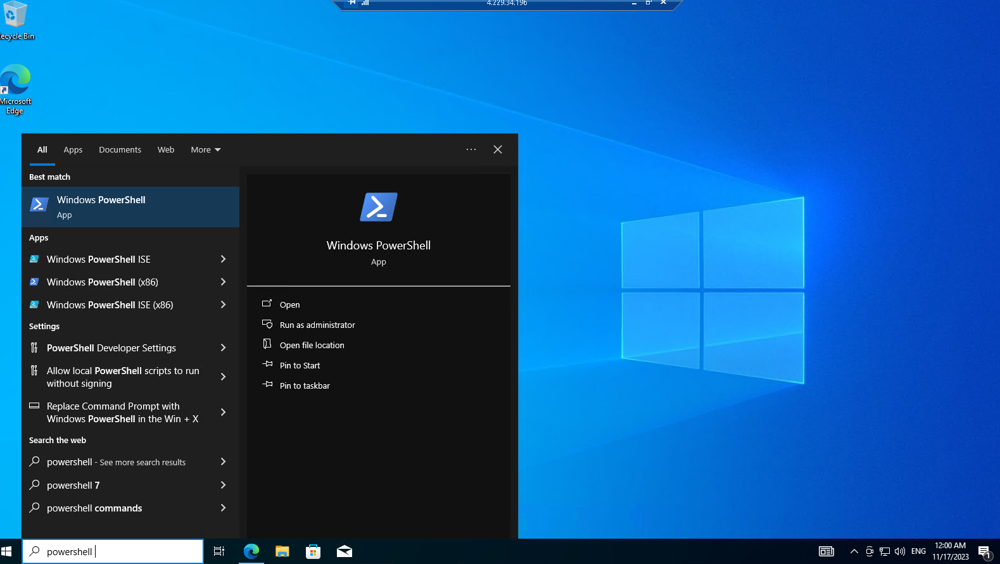 4.229.34.196
Recycle Bin
Microsoft
Edge
All Apps Documents Web More
Best match
Windows PowerShell
App
Apps
Windows PowerShell ISE
Windows PowerShell (x86)
Windows PowerShell ISE (x86)
Settings
PowerShell Developer Settings
Allow local PowerShell scripts to run
without signing
Replace Command Prompt with
Windows PowerShell in the Win + X
Search the web
powershell - See more search results
powershell 7
powershell commands
Windows PowerShell
App
Open
Run as administrator
Open file location
Pin to Start
Pin to taskbar
powershell
ENG
12:00 AM
11/17/2023
1